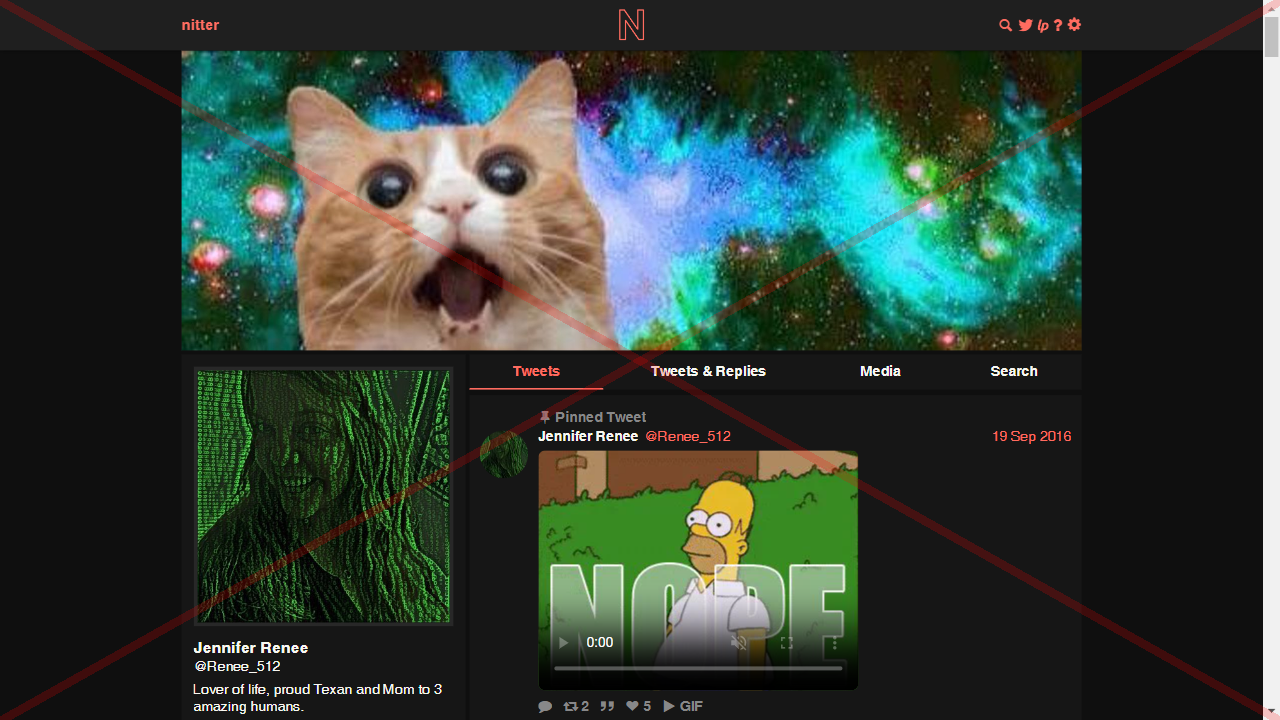 nitter
N
lp ?
Tweets
Tweets & Replies
Media
Search
Pinned Tweet
Jennifer Renee @Renee_512
19 Sep 2016
NOPE
0:00
2
5
GIF
Jennifer Renee
@Renee_512
Lover of life, proud Texan and Mom to 3
amazing humans.